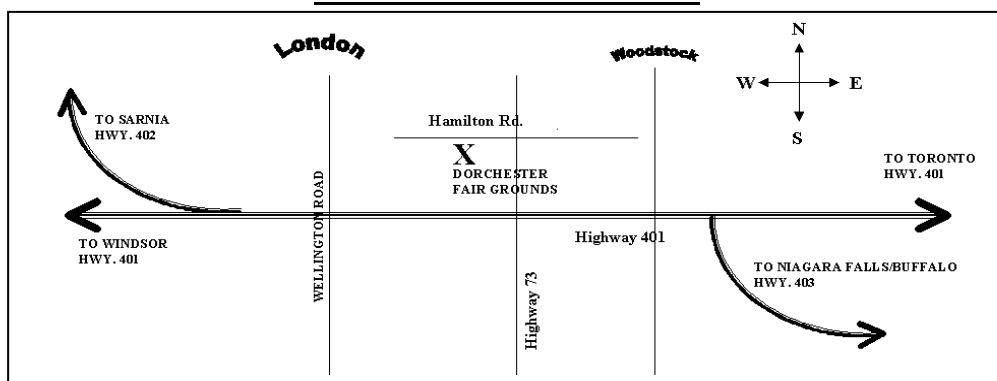 London
Woodstock
N
W
E
S
TO SARNIA
HWY. 402
Hamilton Rd.
X
DORCHESTER
FAIR GROUNDS
TO TORONTO
HWY. 401
WELLINGTON ROAD
TO WINDSOR
HWY. 401
Highway 401
Highway 73
TO NIAGARA FALLS/BUFFALO
HWY. 403